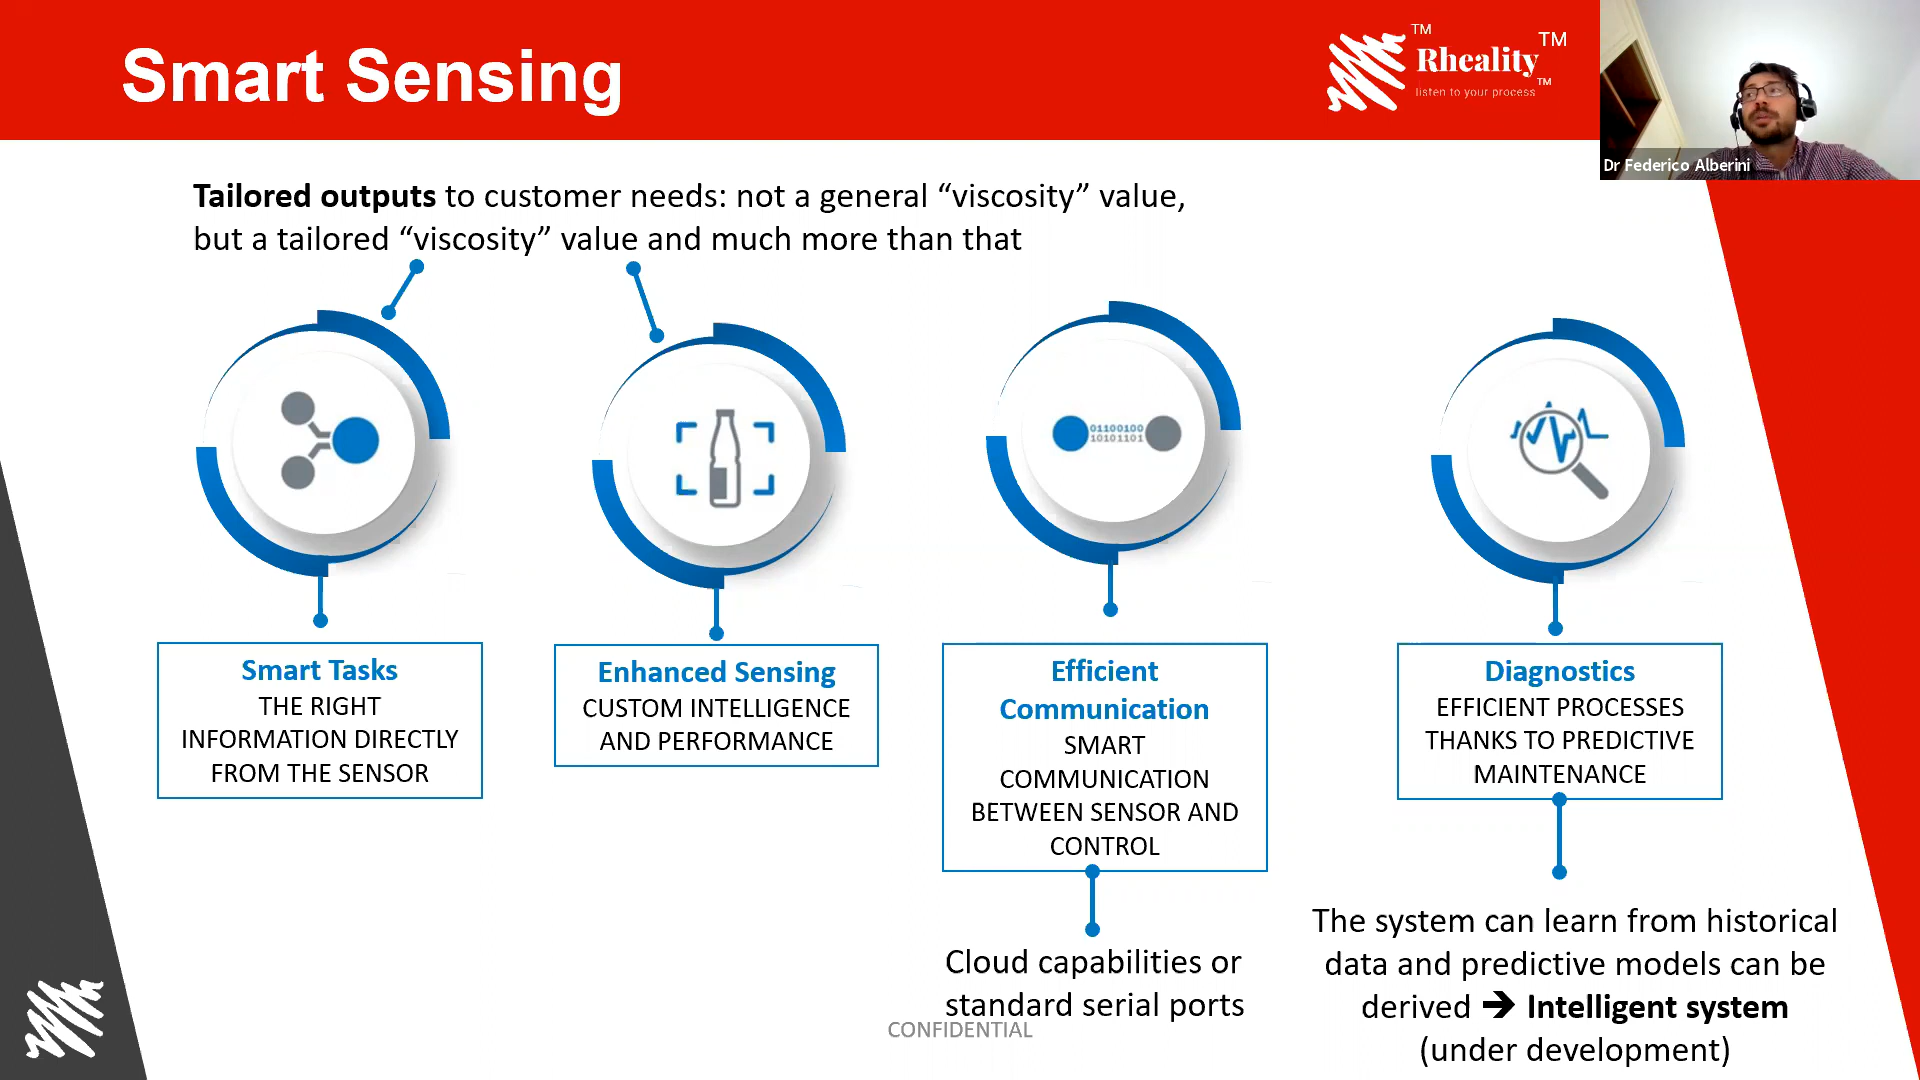 Smart Sensing
TM
Rheality
TM
listen to your process
TM
Dr Federico Alberini
Tailored outputs to customer needs: not a general “viscosity” value,
but a tailored “viscosity” value and much more than that
01100100
10101101
Smart Tasks
THE RIGHT
INFORMATION DIRECTLY
FROM THE SENSOR
Enhanced Sensing
CUSTOM INTELLIGENCE
AND PERFORMANCE
Efficient
Communication
SMART
COMMUNICATION
BETWEEN SENSOR AND
CONTROL
Diagnostics
EFFICIENT PROCESSES
THANKS TO PREDICTIVE
MAINTENANCE
Cloud capabilities or
standard serial ports
The system can learn from historical
data and predictive models can be
derived ➔ Intelligent system
(under development)
CONFIDENTIAL